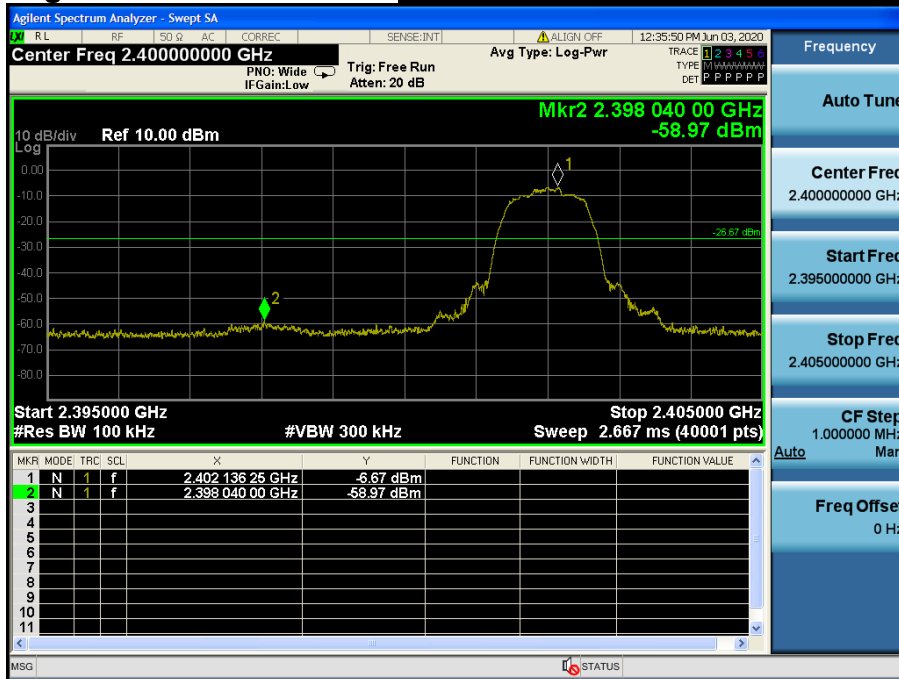 Agilent Spectrum Analyzer - Swept SA
LXI RL RF 50 Ω AC CORREC SENSE:INT ALIGN OFF 12:35:50 PM Jun 03, 2020
Center Freq 2.400000000 GHz
PNO: Wide
IFGain:Low
Trig: Free Run
Atten: 20 dB
Avg Type: Log-Pwr
TRACE 1 2 3 4 5 6
TYPE M
DET P P P P P P
Frequency
Auto Tune
Mkr2 2.398 040 00 GHz
-58.97 dBm
10 dB/div Ref 10.00 dBm
Log
1
0.00
-10.0
-20.0
-26.67 dBm
-30.0
-40.0
-50.0
2
-60.0
-70.0
-80.0
Center Freq
2.400000000 GHz
Start Freq
2.395000000 GHz
Stop Freq
2.405000000 GHz
Start 2.395000 GHz Stop 2.405000 GHz
#Res BW 100 kHz #VBW 300 kHz Sweep 2.667 ms (40001 pts)
CF Step
1.000000 MHz
Auto Man
MKR MODE TRC SCL X Y FUNCTION FUNCTION WIDTH FUNCTION VALUE
1 N 1 f 2.402 136 25 GHz -6.67 dBm
2 N 1 f 2.398 040 00 GHz -58.97 dBm
3
4
5
6
7
8
9
10
11
Freq Offset
0 Hz
MSG STATUS